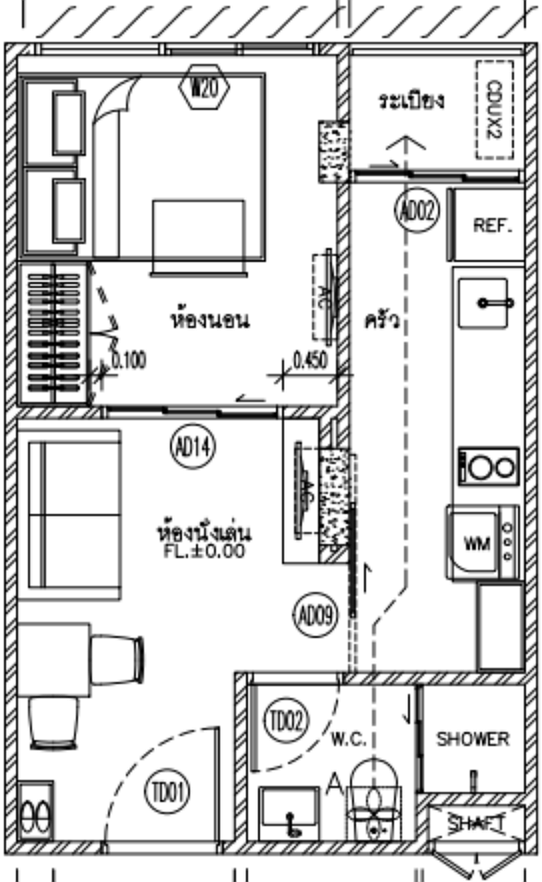 W20
ระเบียง
CDUX2
AD02
REF.
ห้องนอน
AC
ครัว
0.100
0.450
AD14
AC
ห้องนั่งเล่น
FL.±0.00
WM
AD09
TD02
W.C.
SHOWER
A
TD01
SHAFT